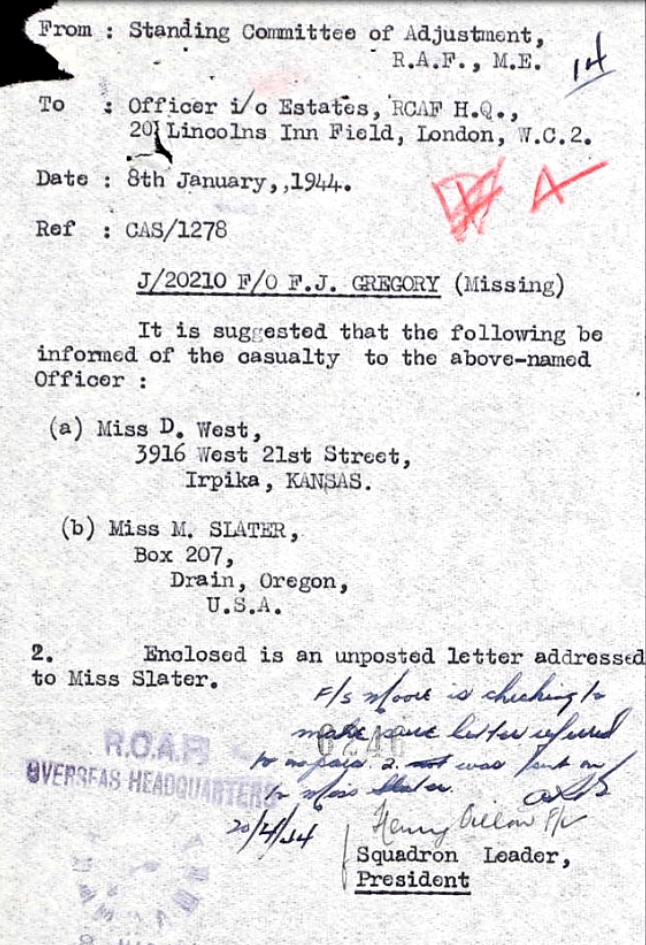 From : Standing Committee of Adjustment,
R.A.F., M.E.
14
To : Officer i/c Estates, RCAF H.Q.,
20 Lincolns Inn Field, London, W.C.2.
Date : 8th January,,1944.
A
Ref : CAS/1278
J/20210 F/O F.J. GREGORY (Missing)
It is suggested that the following be
informed of the casualty to the above-named
Officer :
(a) Miss D. West,
3916 West 21st Street,
Irpika, KANSAS.
(b) Miss M. SLATER,
Box 207,
Drain, Oregon,
U.S.A.
2. Enclosed is an unposted letter addressed
to Miss Slater.
F/S Moore is checking to
make sure letter referred
to in para 2. was sent on
to Miss Slater.
R.C.A.F.
OVERSEAS HEADQUARTERS
20/4/44
Henry F/L
Squadron Leader,
President